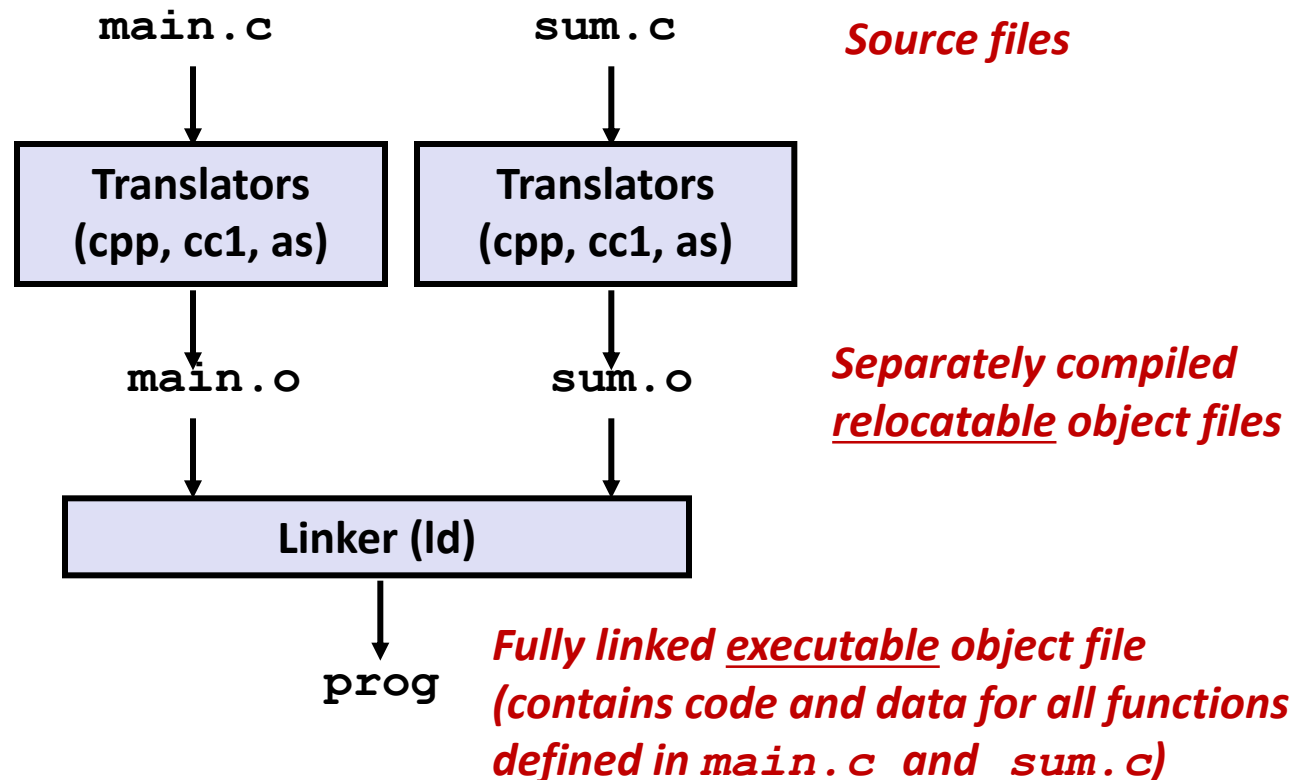 main.c
sum.c
Source files
Translators
(cpp, cc1, as)
Translators
(cpp, cc1, as)
main.o
sum.o
Separately compiled
relocatable object files
Linker (ld)
prog
Fully linked executable object file
(contains code and data for all functions
defined in main.c and sum.c)